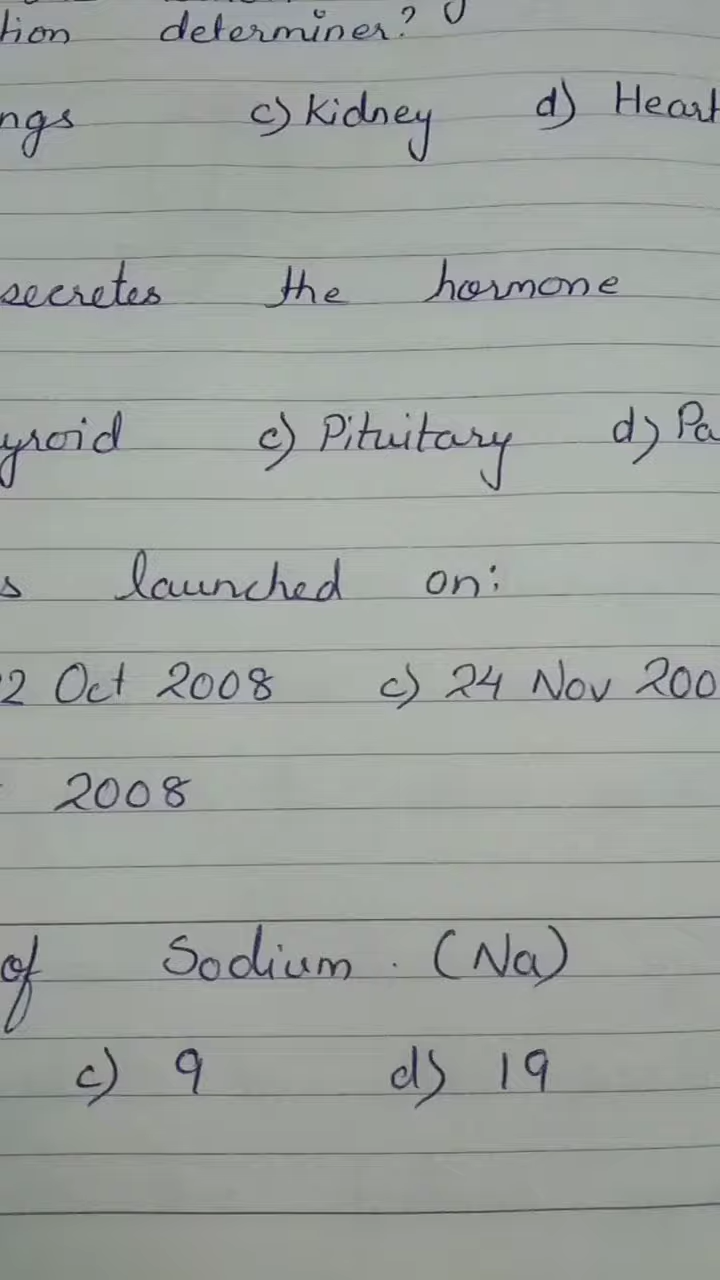 tion determiner?
ngs c) Kidney d) Heart
secretes the hormone
yroid c) Pituitary d) Pa
s launched on:
2 Oct 2008 c) 24 Nov 200
2008
of Sodium. (Na)
c) 9 d) 19